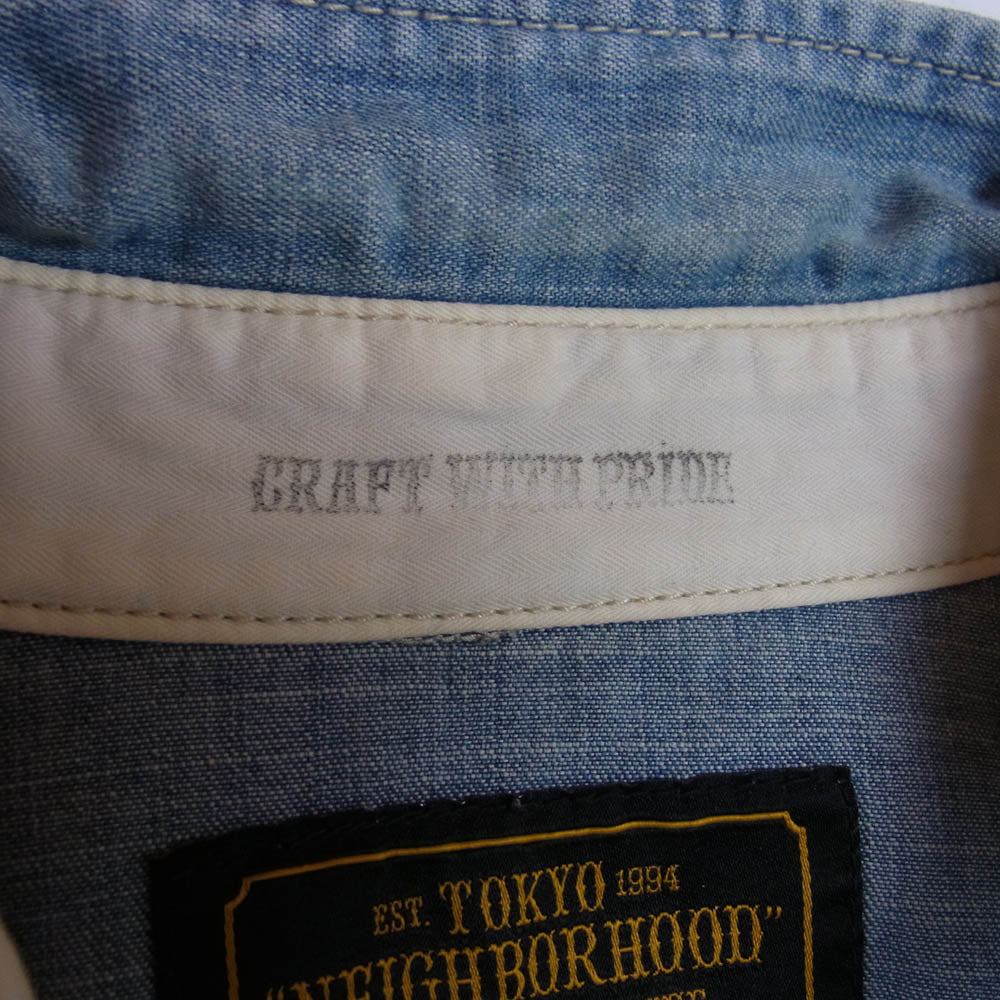 CRAFT WITH PRIDE
EST. TOKYO 1994
"NEIGHBORHOOD"